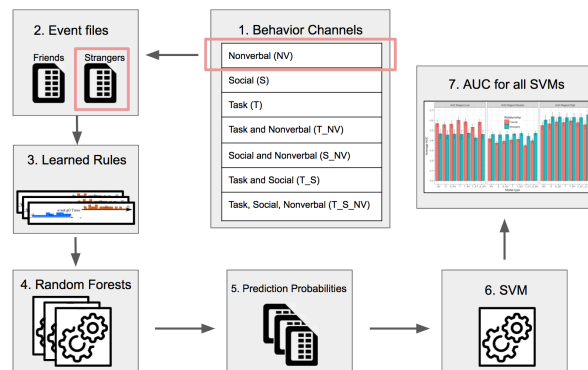 1. Behavior Channels
Nonverbal (NV)
Social (S)
Task (T)
Task and Nonverbal (T_NV)
Social and Nonverbal (S_NV)
Task and Social (T_S)
Task, Social, Nonverbal (T_S_NV)
2. Event files
Friends
Strangers
3. Learned Rules
4. Random Forests
5. Prediction Probabilities
6. SVM
7. AUC for all SVMs